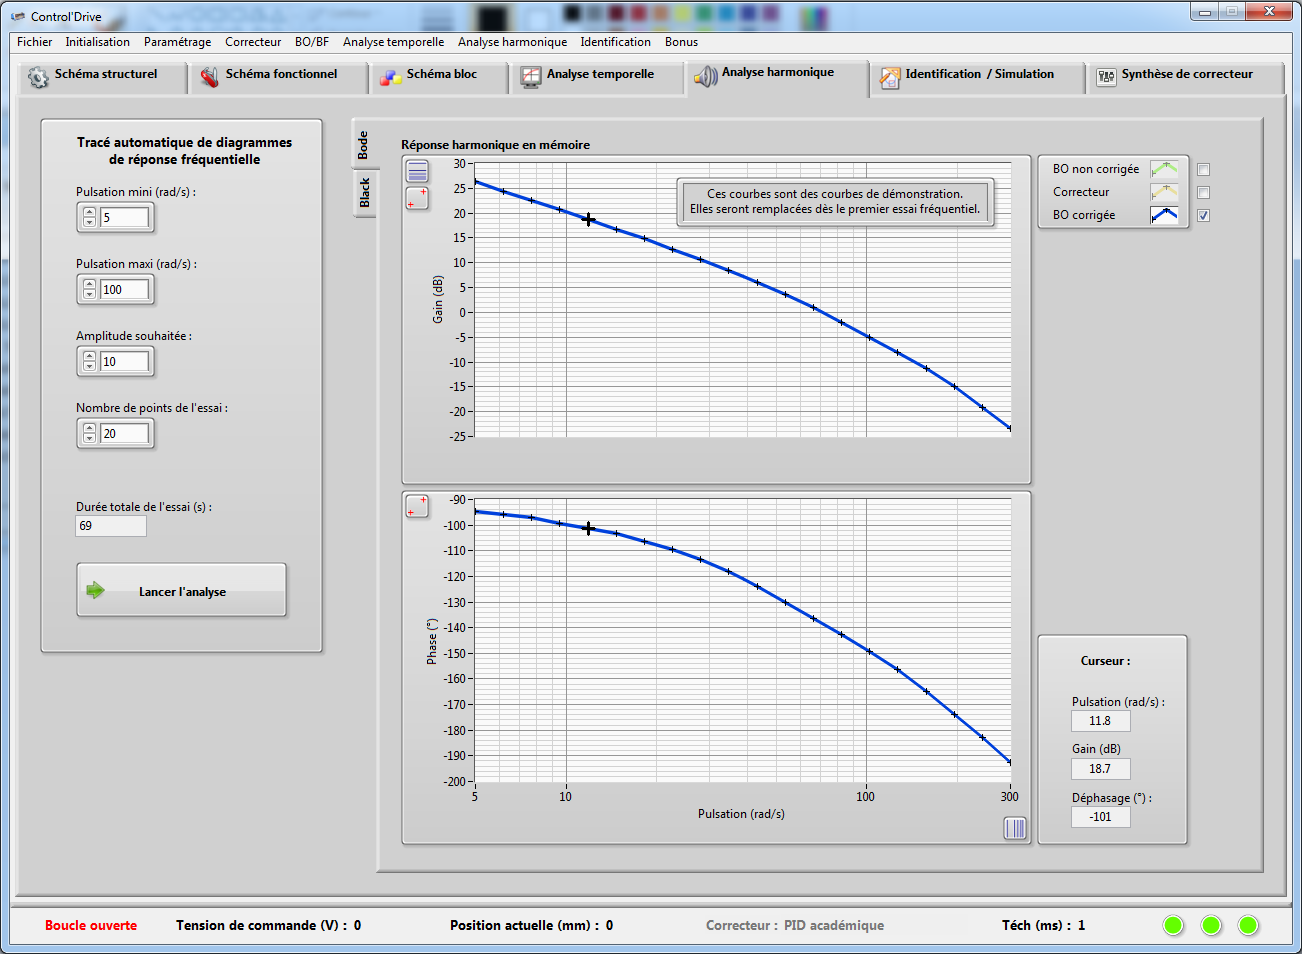 Control'Drive
Fichier Initialisation Paramétrage Correcteur BO/BF Analyse temporelle Analyse harmonique Identification Bonus
Schéma structurel Schéma fonctionnel Schéma bloc Analyse temporelle Analyse harmonique Identification / Simulation Synthèse de correcteur
Tracé automatique de diagrammes
de réponse fréquentielle
Pulsation mini (rad/s) :
5
Pulsation maxi (rad/s) :
100
Amplitude souhaitée :
10
Nombre de points de l'essai :
20
Durée totale de l'essai (s) :
69
Lancer l'analyse
Bode
Black
Réponse harmonique en mémoire
Ces courbes sont des courbes de démonstration.
Elles seront remplacées dès le premier essai fréquentiel.
Gain (dB)
30
25
20
15
10
5
0
-5
-10
-15
-20
-25
BO non corrigée
Correcteur
BO corrigée
Phase (°)
-90
-100
-110
-120
-130
-140
-150
-160
-170
-180
-190
-200
5 10 100 300
Pulsation (rad/s)
Curseur :
Pulsation (rad/s) :
11.8
Gain (dB)
18.7
Déphasage (°) :
-101
Boucle ouverte Tension de commande (V) : 0 Position actuelle (mm) : 0 Correcteur : PID académique Téch (ms) : 1